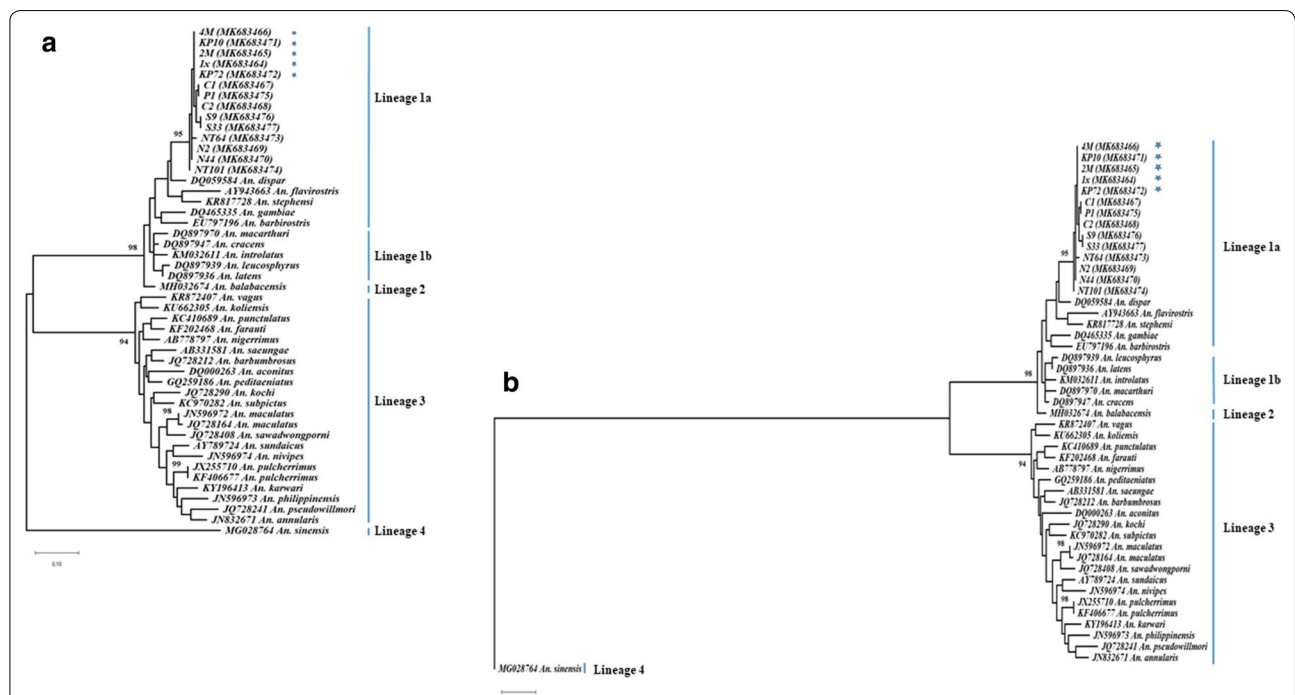 a
4M (MK683466)
KP10 (MK683471)
2M (MK683465)
1x (MK683464)
KP72 (MK683472)
C1 (MK683467)
P1 (MK683475)
C2 (MK683468)
S9 (MK683476)
S33 (MK683477)
NT64 (MK683473)
N2 (MK683469)
N44 (MK683470)
NT101 (MK683474)
DQ059584 An. dispar
AY943663 An. flavirostris
KR817728 An. stephensi
DQ465335 An. gambiae
EU797196 An. barbirostris
DQ897970 An. macarthuri
DQ897947 An. cracens
KM032611 An. introlatus
DQ897939 An. leucosphyrus
DQ897936 An. latens
MH032674 An. balabacensis
KR872407 An. vagus
KU662305 An. koliensis
KC410689 An. punctulatus
KF202468 An. farauti
AB778797 An. nigerrimus
AB331581 An. saeungae
JQ728212 An. barbumbrosus
DQ000263 An. aconitus
GQ259186 An. peditaeniatus
JQ728290 An. kochi
KC970282 An. subpictus
JN596972 An. maculatus
JQ728164 An. maculatus
JQ728408 An. sawadwongporni
AY789724 An. sundaicus
JN596974 An. nivipes
JX255710 An. pulcherrimus
KF406677 An. pulcherrimus
KY196413 An. karwari
JN596973 An. philippinensis
JQ728241 An. pseudowillmori
JN832671 An. annularis
MG028764 An. sinensis
95
98
94
98
99
Lineage 1a
Lineage 1b
Lineage 2
Lineage 3
Lineage 4
0.10
b
4M (MK683466)
KP10 (MK683471)
2M (MK683465)
1x (MK683464)
KP72 (MK683472)
C1 (MK683467)
P1 (MK683475)
C2 (MK683468)
S9 (MK683476)
S33 (MK683477)
NT64 (MK683473)
N2 (MK683469)
N44 (MK683470)
NT101 (MK683474)
DQ059584 An. dispar
AY943663 An. flavirostris
KR817728 An. stephensi
DQ465335 An. gambiae
EU797196 An. barbirostris
DQ897939 An. leucosphyrus
DQ897936 An. latens
KM032611 An. introlatus
DQ897970 An. macarthuri
DQ897947 An. cracens
MH032674 An. balabacensis
KR872407 An. vagus
KU662305 An. koliensis
KC410689 An. punctulatus
KF202468 An. farauti
AB778797 An. nigerrimus
GQ259186 An. peditaeniatus
AB331581 An. saeungae
JQ728212 An. barbumbrosus
DQ000263 An. aconitus
JQ728290 An. kochi
KC970282 An. subpictus
JN596972 An. maculatus
JQ728164 An. maculatus
JQ728408 An. sawadwongporni
AY789724 An. sundaicus
JN596974 An. nivipes
JX255710 An. pulcherrimus
KF406677 An. pulcherrimus
KY196413 An. karwari
JN596973 An. philippinensis
JQ728241 An. pseudowillmori
JN832671 An. annularis
MG028764 An. sinensis
95
98
94
98
98
Lineage 1a
Lineage 1b
Lineage 2
Lineage 3
Lineage 4